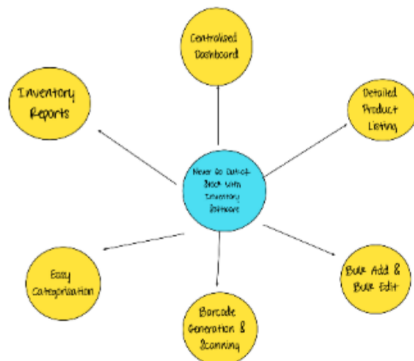 Centralised
Dashboard
Inventory
Reports
Detailed
Product
Listing
Never Go Out-of
Stock with
Inventory
Software
Easy
Categorisation
Bulk Add &
Bulk Edit
Barcode
Generation &
Scanning